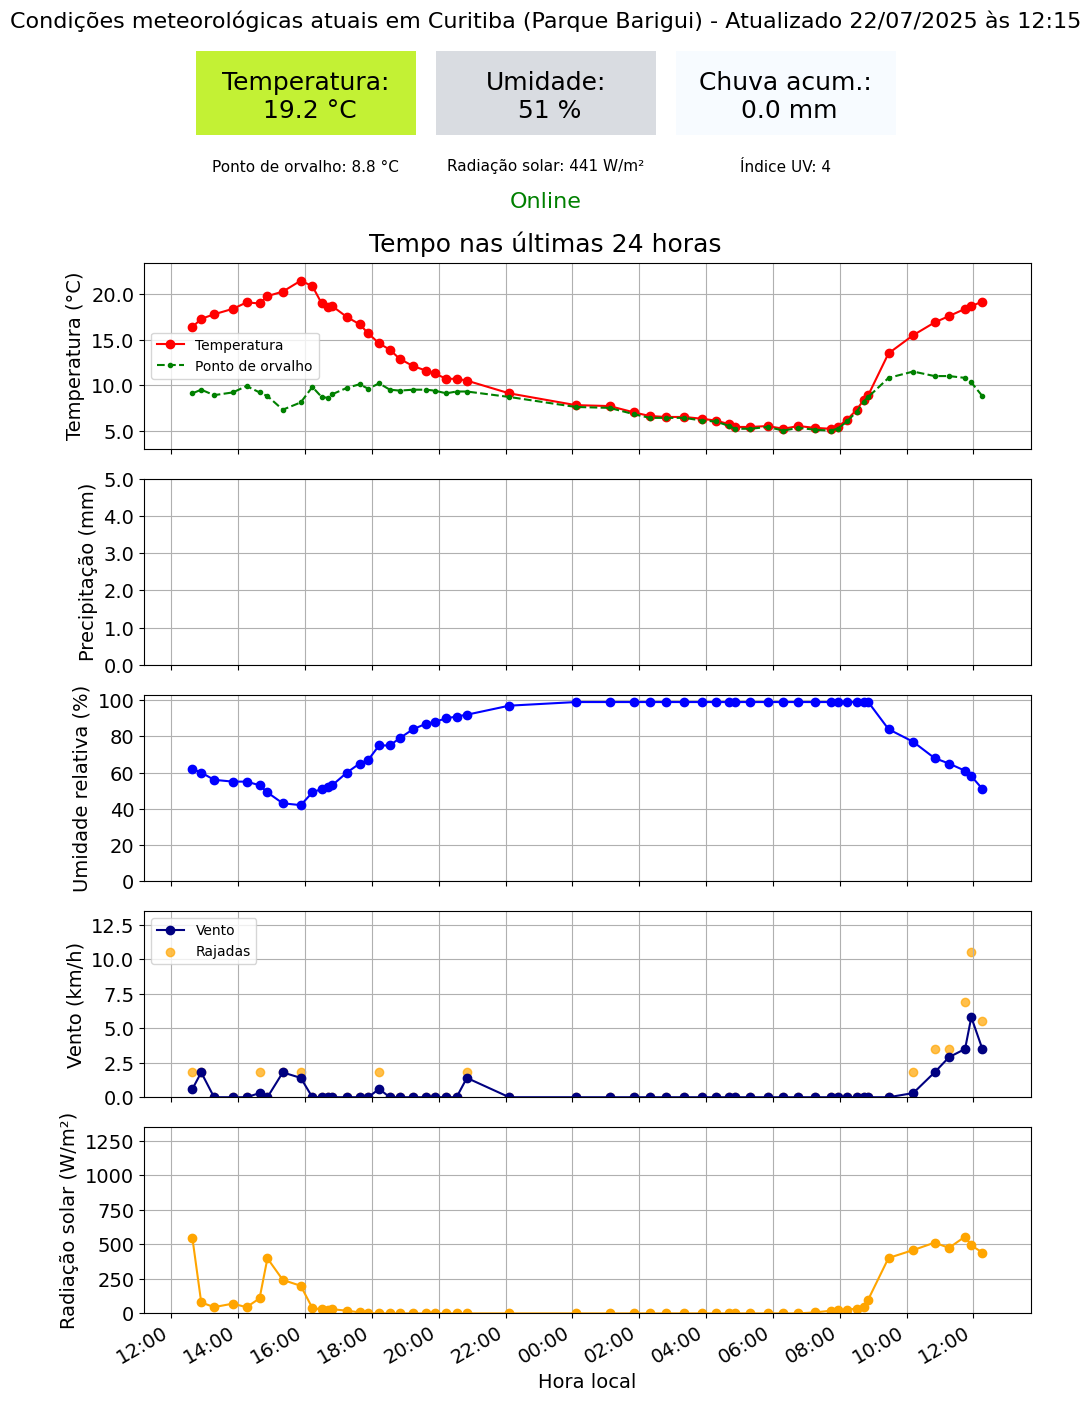 Condições meteorológicas atuais em Curitiba (Parque Barigui) - Atualizado 22/07/2025 às 12:15
Temperatura:
19.2 °C
Umidade:
51 %
Chuva acum.:
0.0 mm
Ponto de orvalho: 8.8 °C
Radiação solar: 441 W/m²
Índice UV: 4
Online
Tempo nas últimas 24 horas
Temperatura (°C)
20.0
15.0
10.0
5.0
Temperatura
Ponto de orvalho
Precipitação (mm)
5.0
4.0
3.0
2.0
1.0
0.0
Umidade relativa (%)
100
80
60
40
20
0
Vento (km/h)
12.5
10.0
7.5
5.0
2.5
0.0
Vento
Rajadas
Radiação solar (W/m²)
1250
1000
750
500
250
0
12:00
14:00
16:00
18:00
20:00
22:00
00:00
02:00
04:00
06:00
08:00
10:00
12:00
Hora local